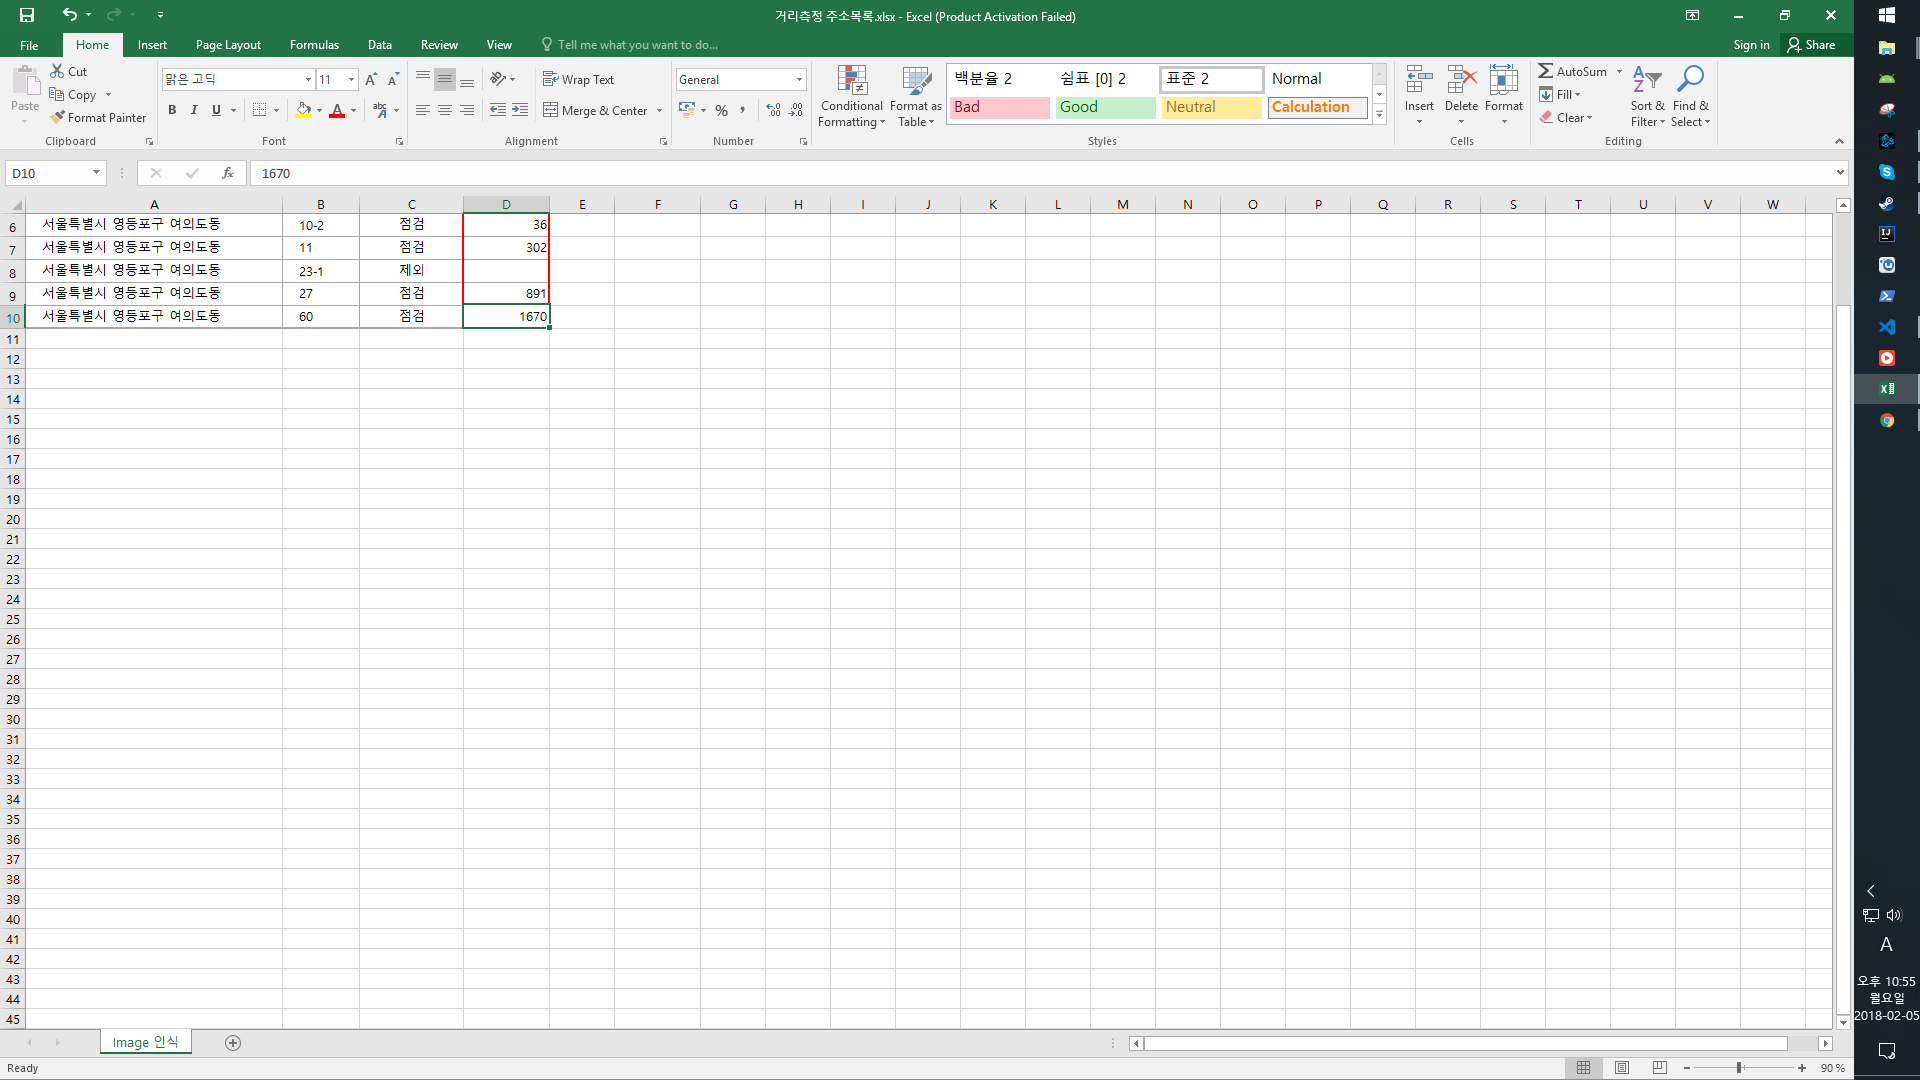 거리측정 주소목록.xlsx - Excel (Product Activation Failed)
File Home Insert Page Layout Formulas Data Review View Tell me what you want to do... Sign in Share
Paste
Cut
Copy
Format Painter
Clipboard
맑은 고딕 11
B I U
Font
Wrap Text
Merge & Center
Alignment
General
Number
Conditional Formatting
Format as Table
백분율 2 쉼표 [0] 2 표준 2 Normal
Bad Good Neutral Calculation
Styles
Insert Delete Format
Cells
AutoSum
Fill
Clear
Sort & Filter
Find & Select
Editing
D10 fx 1670
A B C D E F G H I J K L M N O P Q R S T U V W
6 서울특별시 영등포구 여의도동 10-2 점검 36
7 서울특별시 영등포구 여의도동 11 점검 302
8 서울특별시 영등포구 여의도동 23-1 제외
9 서울특별시 영등포구 여의도동 27 점검 891
10 서울특별시 영등포구 여의도동 60 점검 1670
11
12
13
14
15
16
17
18
19
20
21
22
23
24
25
26
27
28
29
30
31
32
33
34
35
36
37
38
39
40
41
42
43
44
45
Image 인식
Ready
90 %
A
오후 10:55
월요일
2018-02-05